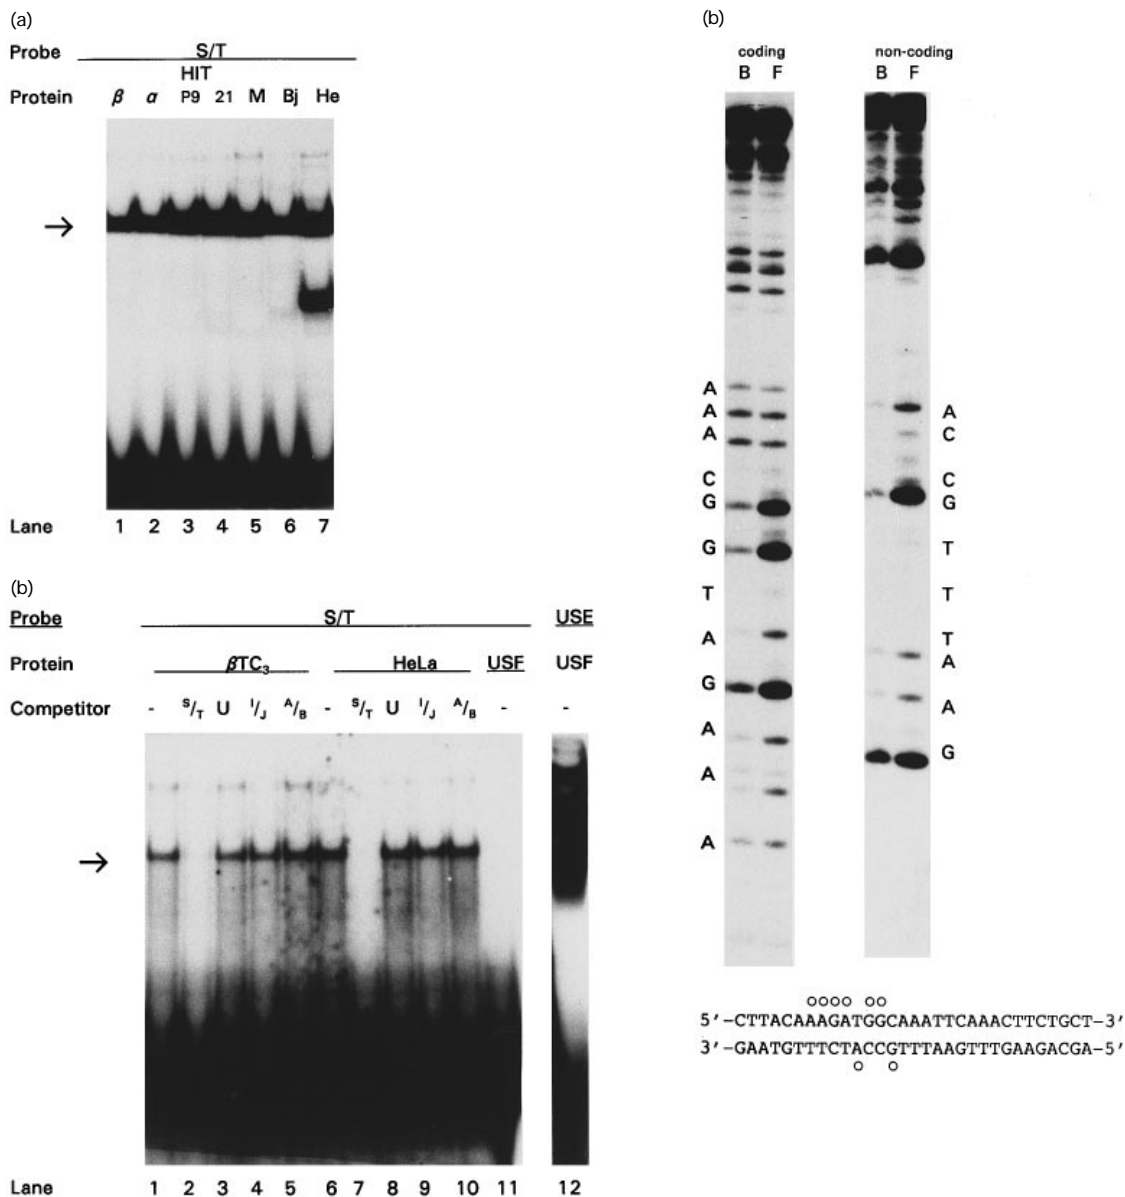 (a)
Probe S/T
HIT
Protein β α P9 21 M Bj He
→
Lane 1 2 3 4 5 6 7
(b)
Probe S/T USE
Protein βTC3 HeLa USF USF
Competitor - S/T U I/J A/B - S/T U I/J A/B - -
→
Lane 1 2 3 4 5 6 7 8 9 10 11 12
(b)
coding non-coding
B F B F
A
A
A
C
G
G
T
A
G
A
A
A
A
C
C
G
T
T
T
A
A
G
5'-CTTACAAAGATGGCAAATTCAAACTTCTGCT-3'
3'-GAATGTTTCTACCGTTTAAGTTTGAAGACGA-5'